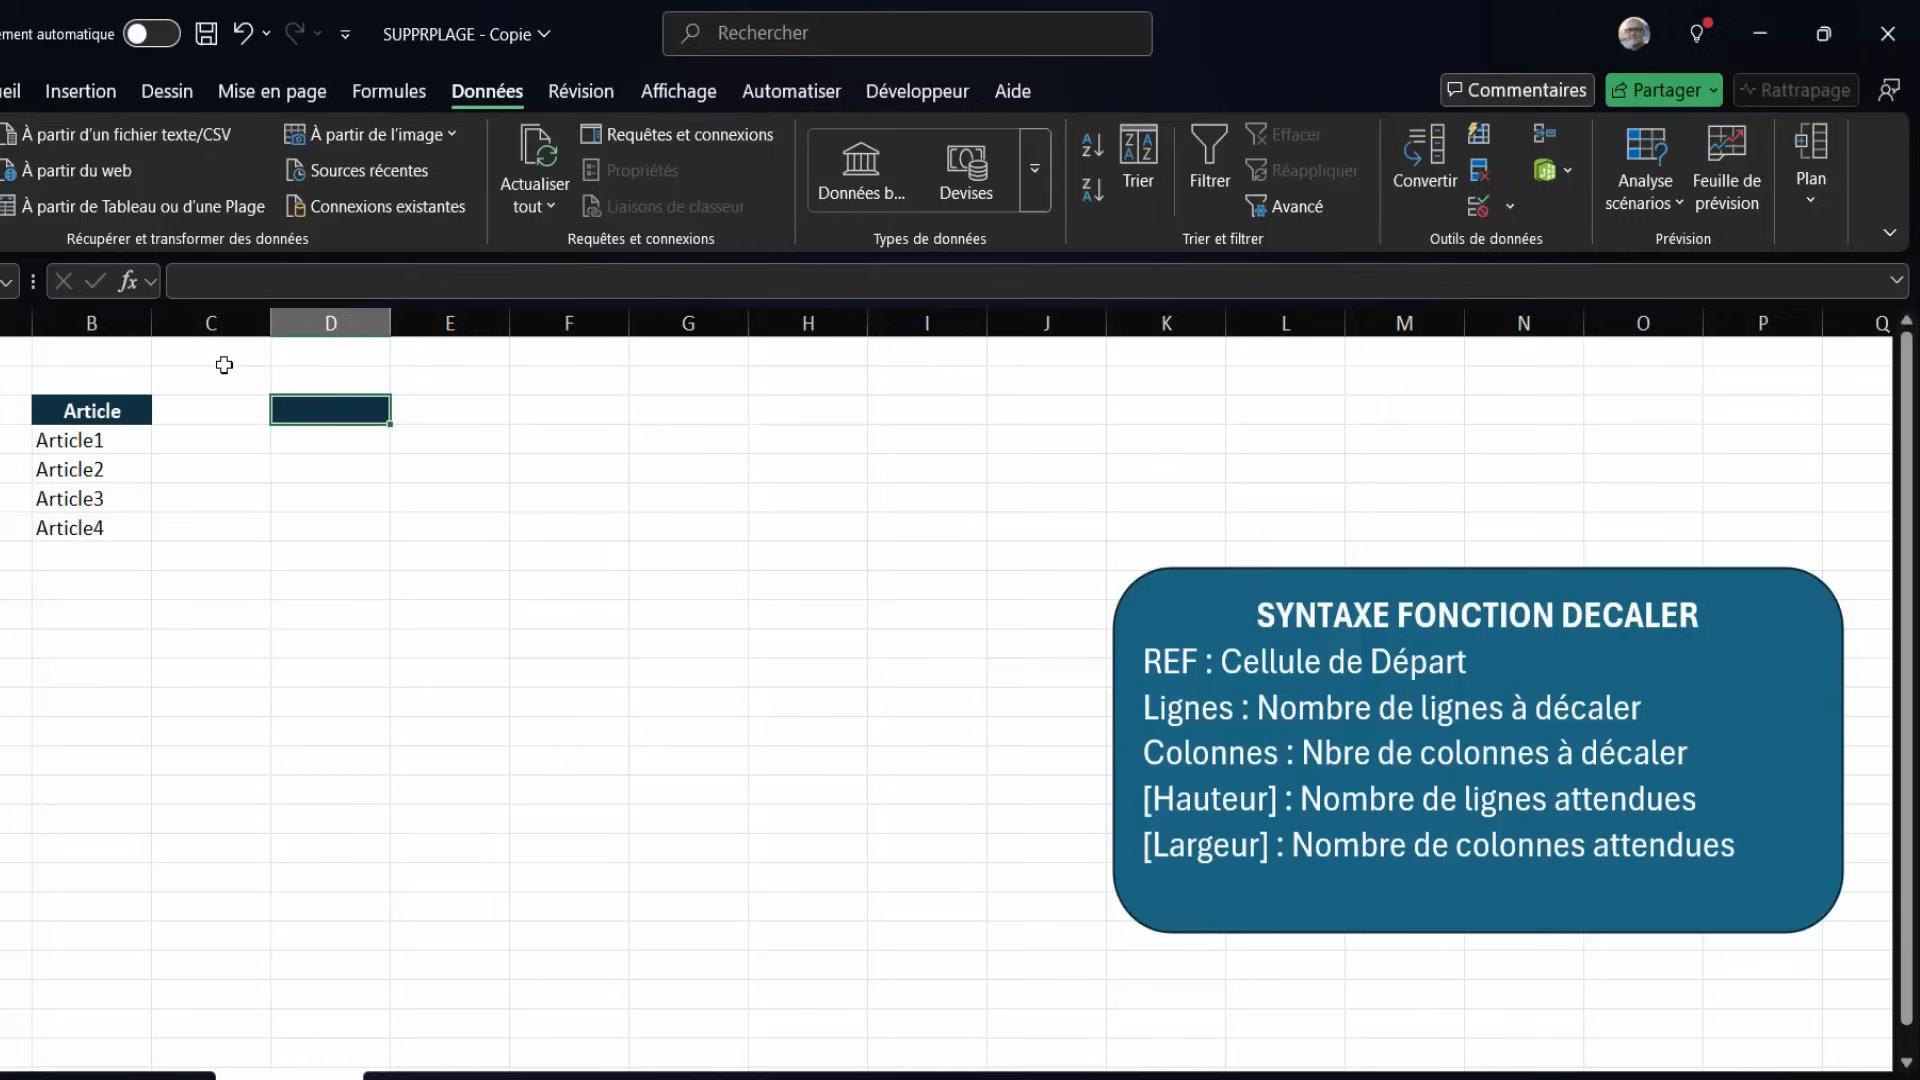 ment automatique
SUPPRPLAGE - Copie
Rechercher
Insertion
Dessin
Mise en page
Formules
Données
Révision
Affichage
Automatiser
Développeur
Aide
Commentaires
Partager
Rattrapage
À partir d’un fichier texte/CSV
À partir du web
À partir de Tableau ou d’une Plage
À partir de l’image
Sources récentes
Connexions existantes
Récupérer et transformer des données
Actualiser
tout
Requêtes et connexions
Propriétés
Liaisons de classeur
Requêtes et connexions
Données b...
Devises
Types de données
Trier
Filtrer
Effacer
Réappliquer
Avancé
Trier et filtrer
Convertir
Outils de données
Analyse
scénarios
Feuille de
prévision
Prévision
Plan
fx
B C D E F G H I J K L M N O P Q
Article
Article1
Article2
Article3
Article4
SYNTAXE FONCTION DECALER
REF : Cellule de Départ
Lignes : Nombre de lignes à décaler
Colonnes : Nbre de colonnes à décaler
[Hauteur] : Nombre de lignes attendues
[Largeur] : Nombre de colonnes attendues